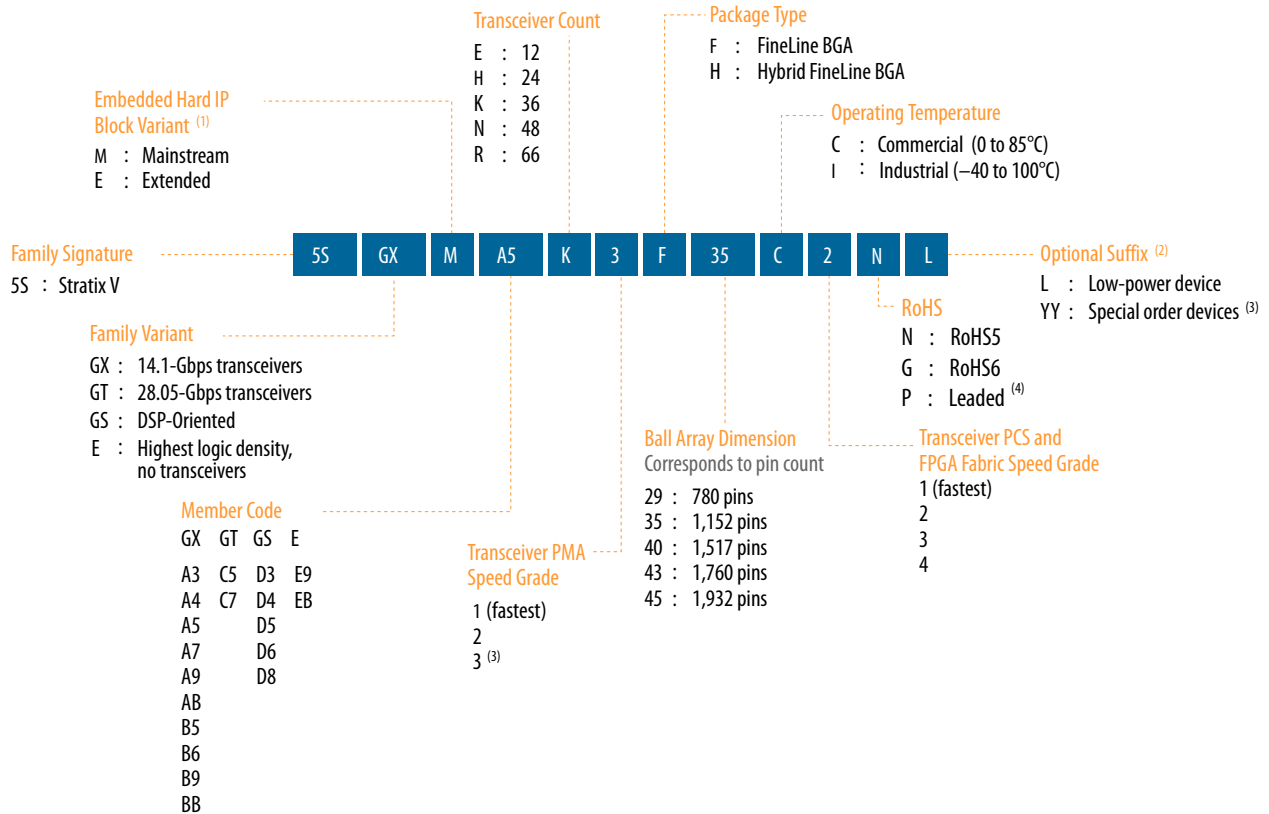 Transceiver Count
E : 12
H : 24
K : 36
N : 48
R : 66
Package Type
F : FineLine BGA
H : Hybrid FineLine BGA
Embedded Hard IP
Block Variant (1)
M : Mainstream
E : Extended
Operating Temperature
C : Commercial (0 to 85°C)
I : Industrial (–40 to 100°C)
Family Signature
5S : Stratix V
5S GX M A5 K 3 F 35 C 2 N L
Optional Suffix (2)
L : Low-power device
YY : Special order devices (3)
RoHS
N : RoHS5
G : RoHS6
P : Leaded (4)
Family Variant
GX : 14.1-Gbps transceivers
GT : 28.05-Gbps transceivers
GS : DSP-Oriented
E : Highest logic density,
no transceivers
Member Code
GX GT GS E
A3 C5 D3 E9
A4 C7 D4 EB
A5 D5
A7 D6
A9 D8
AB
B5
B6
B9
BB
Transceiver PMA
Speed Grade
1 (fastest)
2
3 (3)
Ball Array Dimension
Corresponds to pin count
29 : 780 pins
35 : 1,152 pins
40 : 1,517 pins
43 : 1,760 pins
45 : 1,932 pins
Transceiver PCS and
FPGA Fabric Speed Grade
1 (fastest)
2
3
4